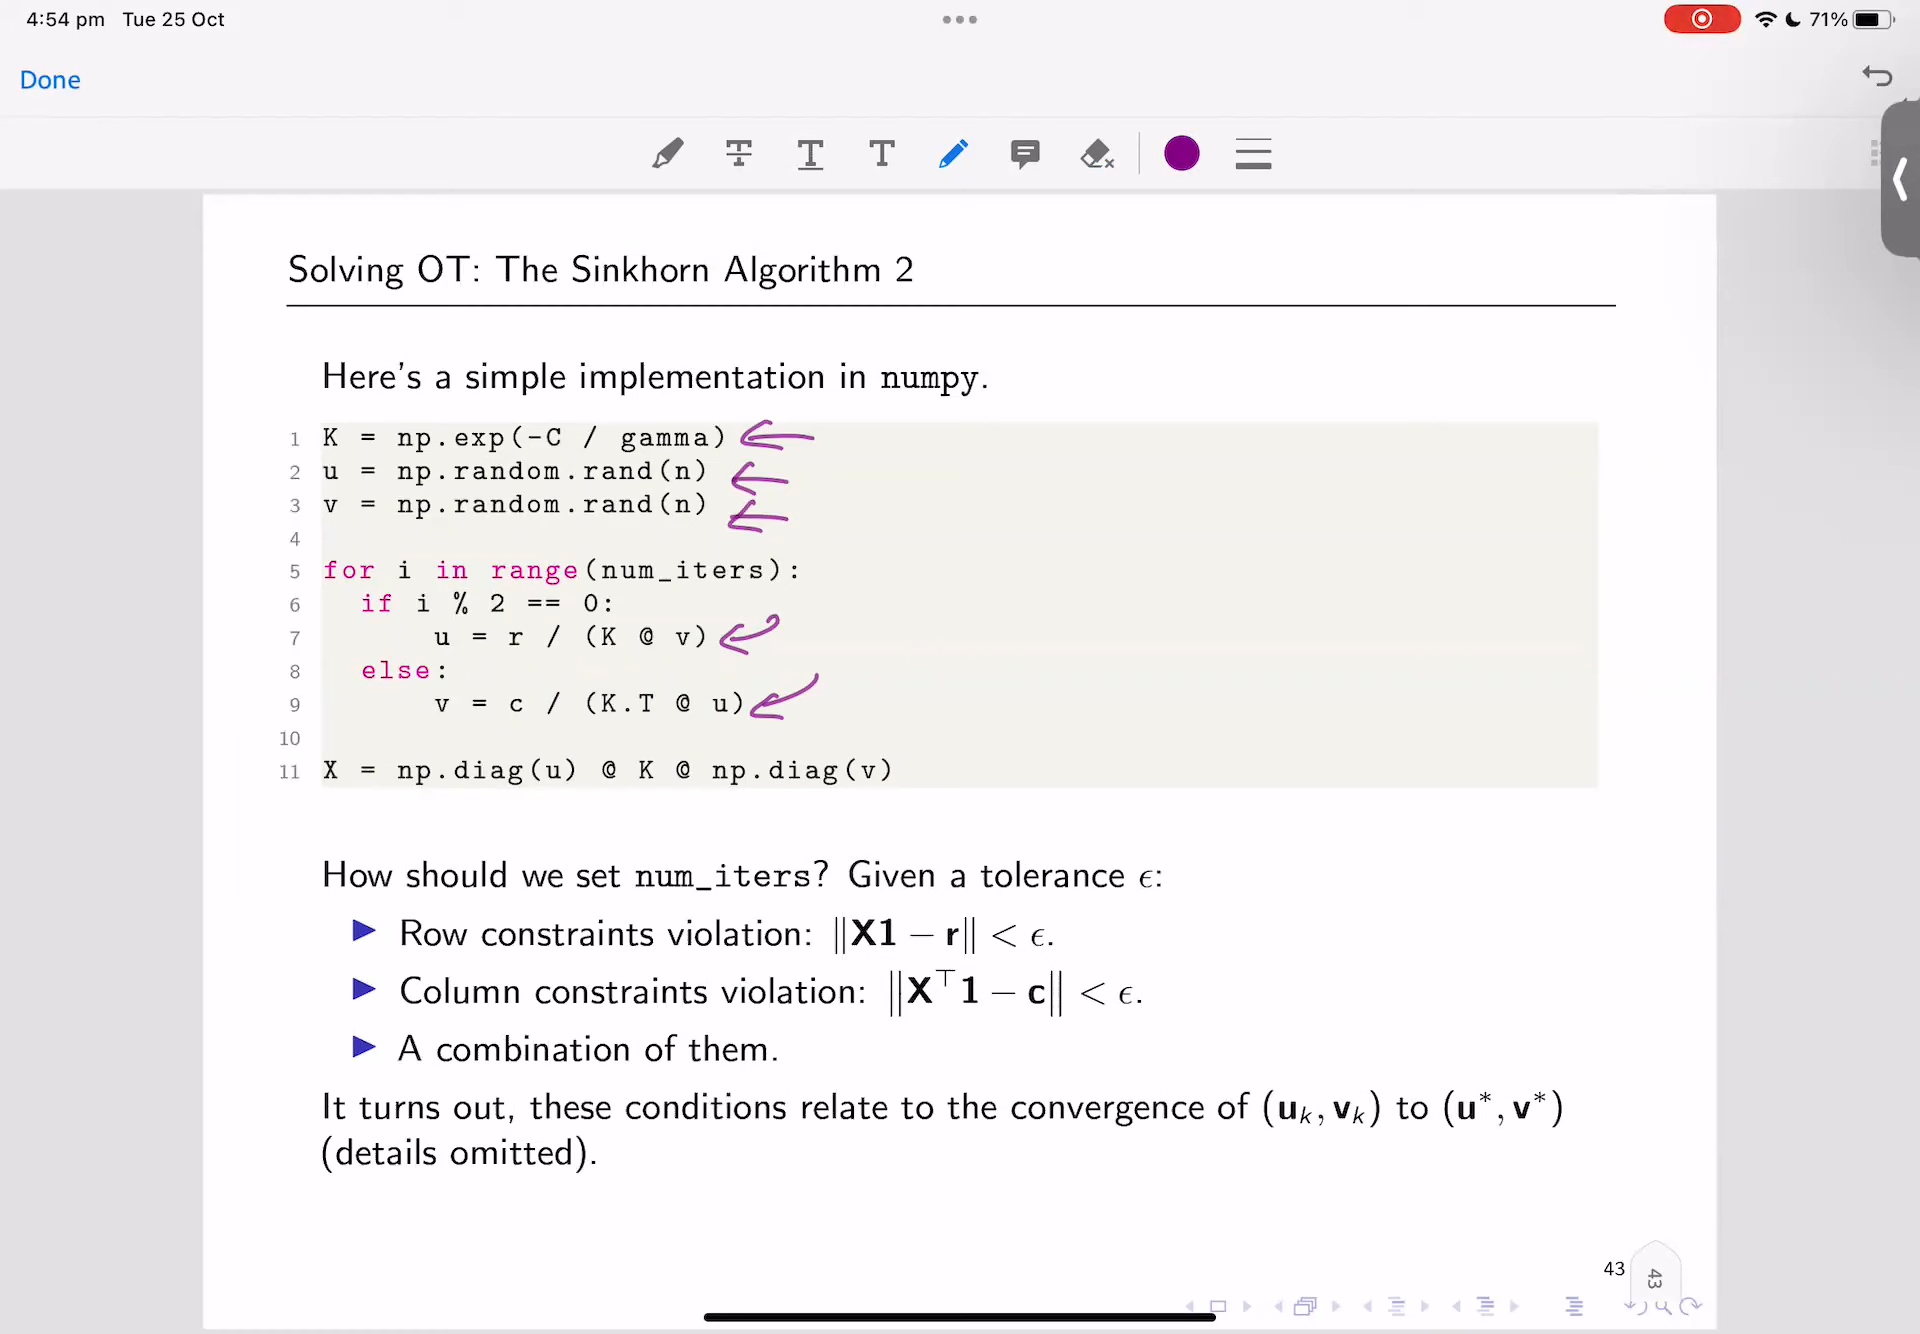 4:54 pm Tue 25 Oct
71%
Done
Solving OT: The Sinkhorn Algorithm 2
Here's a simple implementation in numpy.
1 K = np.exp(-C / gamma)
2 u = np.random.rand(n)
3 v = np.random.rand(n)
4
5 for i in range(num_iters):
6 if i % 2 == 0:
7 u = r / (K @ v)
8 else:
9 v = c / (K.T @ u)
10
11 X = np.diag(u) @ K @ np.diag(v)
How should we set num_iters? Given a tolerance ϵ:
▶ Row constraints violation: ‖X1 − r‖ < ϵ.
▶ Column constraints violation: ‖X⊤1 − c‖ < ϵ.
▶ A combination of them.
It turns out, these conditions relate to the convergence of (uₖ, vₖ) to (u*, v*)
(details omitted).
43
43